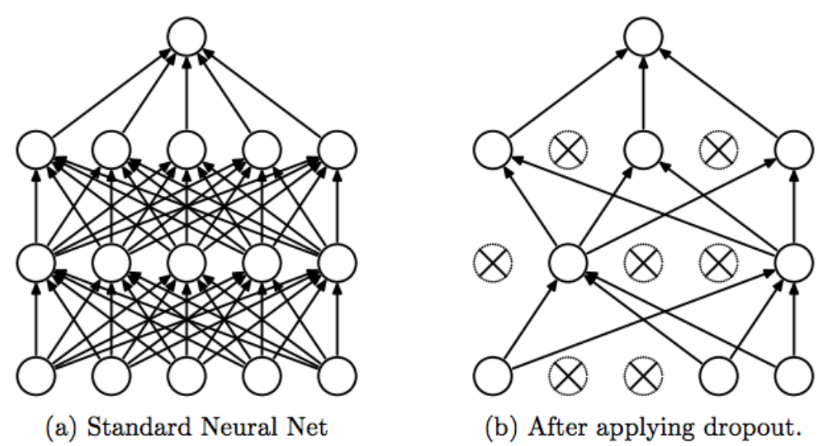 (a) Standard Neural Net
(b) After applying dropout.